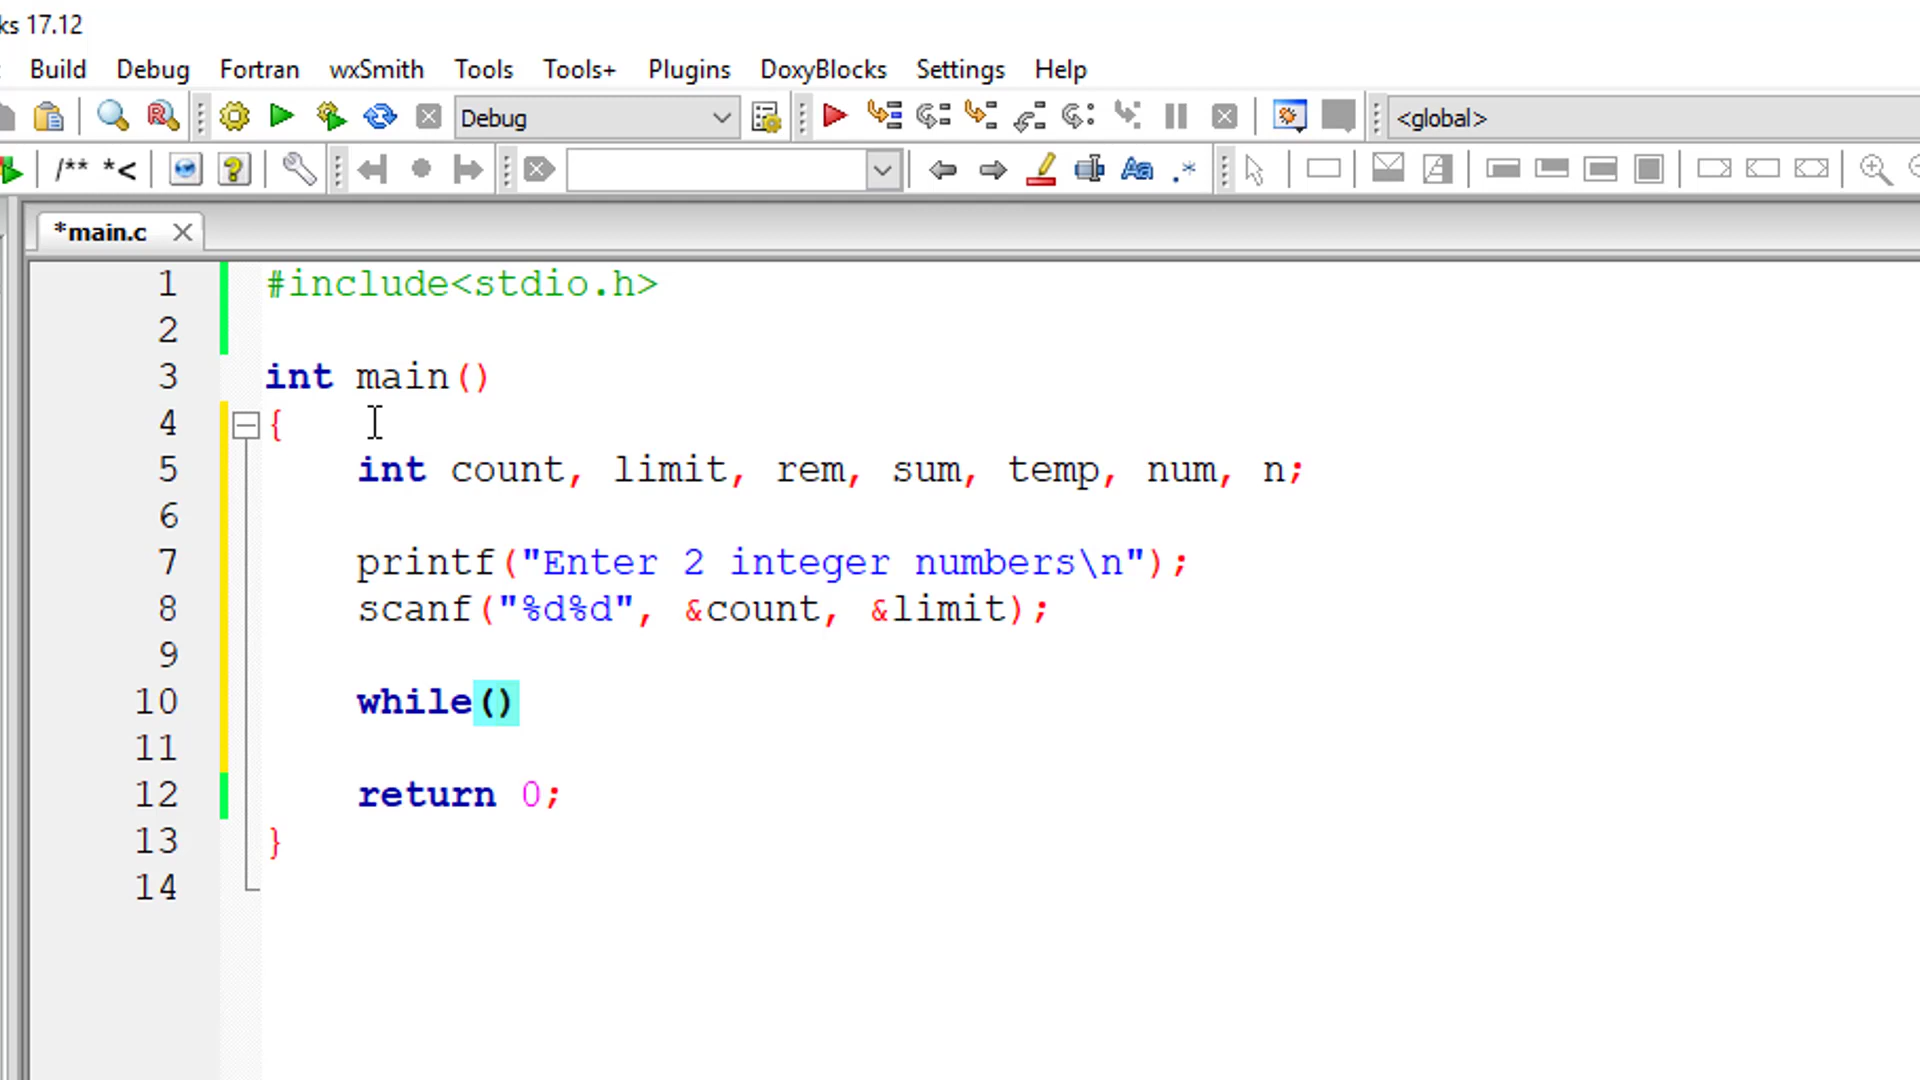 ks 17.12
Build Debug Fortran wxSmith Tools Tools+ Plugins DoxyBlocks Settings Help
Debug <global>
/** *<
*main.c
1 #include<stdio.h>
2
3 int main()
4 {
5 int count, limit, rem, sum, temp, num, n;
6
7 printf("Enter 2 integer numbers\n");
8 scanf("%d%d", &count, &limit);
9
10 while()
11
12 return 0;
13 }
14